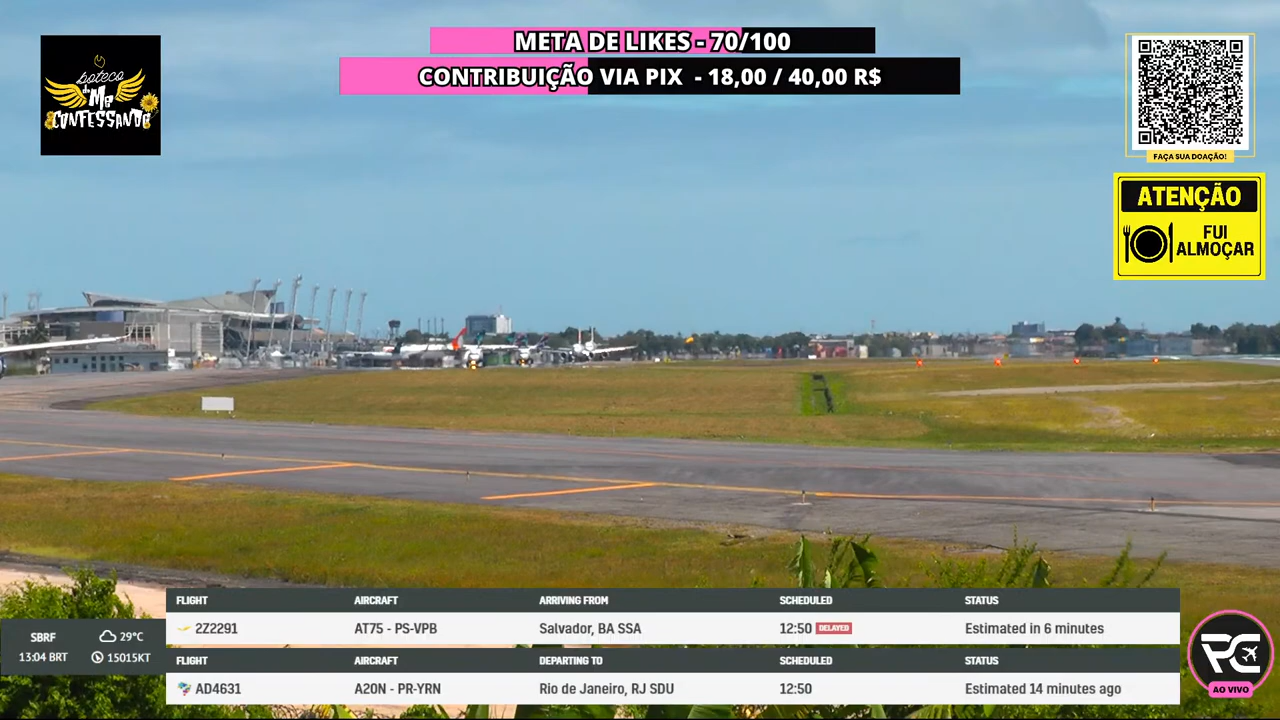 META DE LIKES - 70/100
CONTRIBUIÇÃO VIA PIX - 18,00 / 40,00 R$
boteco
do
Me
CONFESSANDO
FAÇA SUA DOAÇÃO!
ATENÇÃO
FUI
ALMOÇAR
FLIGHT AIRCRAFT ARRIVING FROM SCHEDULED STATUS
2Z2291 AT75 - PS-VPB Salvador, BA SSA 12:50 DELAYED Estimated in 6 minutes
SBRF 29°C
13:04 BRT 15015KT
FLIGHT AIRCRAFT DEPARTING TO SCHEDULED STATUS
AD4631 A20N - PR-YRN Rio de Janeiro, RJ SDU 12:50 Estimated 14 minutes ago
RC
AO VIVO